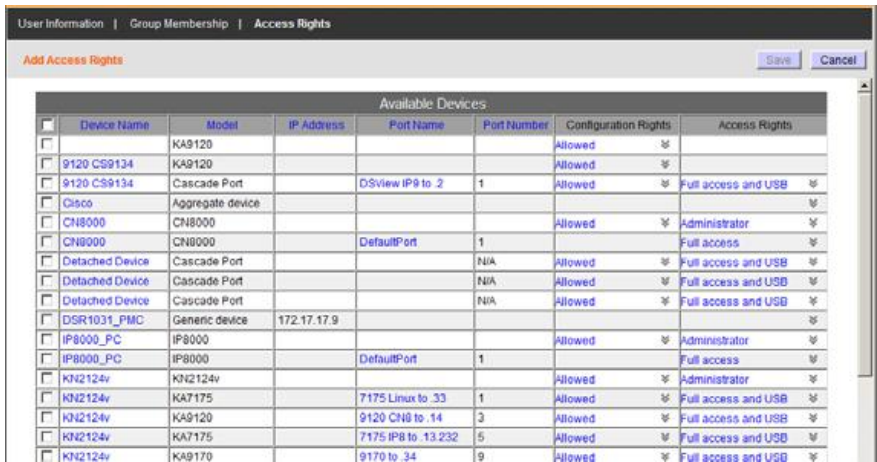 User Information | Group Membership | Access Rights
Add Access Rights Save Cancel
Available Devices
Device Name Model IP Address Port Name Port Number Configuration Rights Access Rights
KA9120 Allowed
9120 CS9134 KA9120 Allowed
9120 CS9134 Cascade Port DSView IP9 to .2 1 Allowed Full access and USB
Cisco Aggregate device
CN8000 CN8000 Allowed Administrator
CN8000 CN8000 DefaultPort 1 Full access
Detached Device Cascade Port N/A Allowed Full access and USB
Detached Device Cascade Port N/A Allowed Full access and USB
Detached Device Cascade Port N/A Allowed Full access and USB
DSR1031_PMC Generic device 172.17.17.9
IP8000_PC IP8000 Allowed Administrator
IP8000_PC IP8000 DefaultPort 1 Full access
KN2124v KN2124v Allowed Administrator
KN2124v KA7175 7175 Linux to .33 1 Allowed Full access and USB
KN2124v KA9120 9120 CN8 to .14 3 Allowed Full access and USB
KN2124v KA7175 7175 IP8 to .13.232 5 Allowed Full access and USB
KN2124v KA9170 9170 to .34 9 Allowed Full access and USB